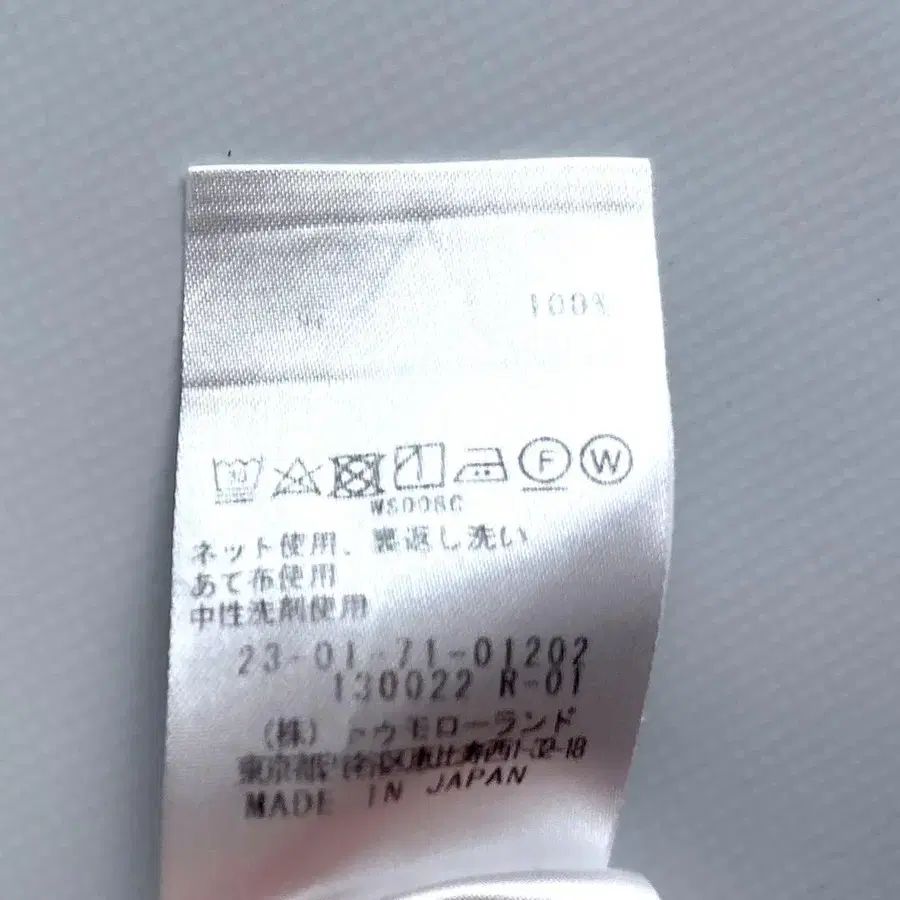 100%
30
F W
WS008C
ネット使用、裏返し洗い
あて布使用
中性洗剤使用
23-01-71-01202
130022 R-01
(株) トゥモローランド
東京都渋谷区恵比寿西1-32-18
MADE IN JAPAN